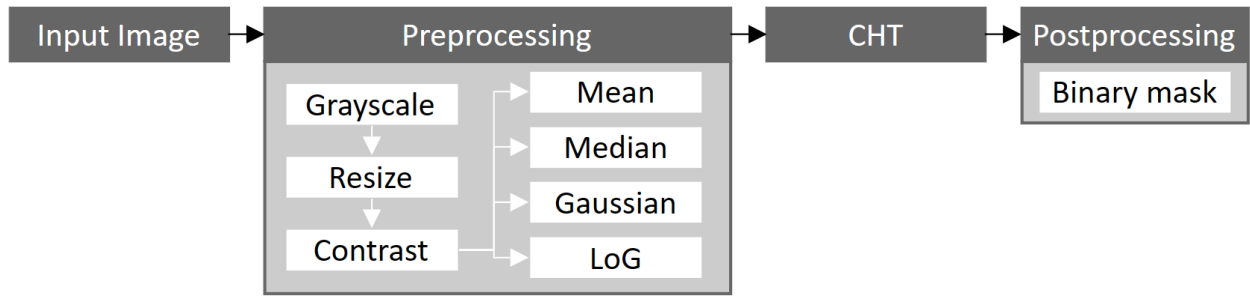 Input Image
Preprocessing
CHT
Postprocessing
Grayscale
Resize
Contrast
Mean
Median
Gaussian
LoG
Binary mask